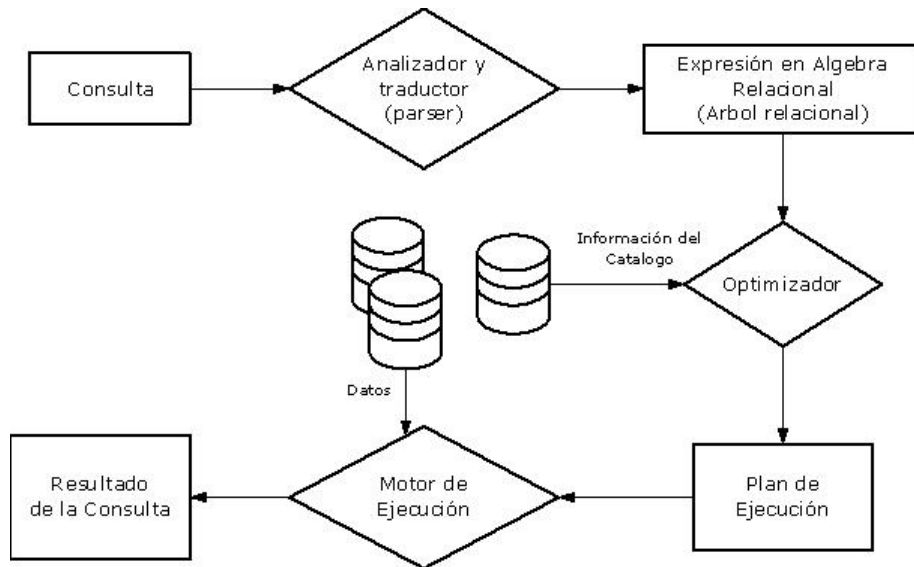 Consulta
Analizador y
traductor
(parser)
Expresión en Algebra
Relacional
(Arbol relacional)
Información del
Catalogo
Optimizador
Datos
Resultado
de la Consulta
Motor de
Ejecución
Plan de
Ejecución